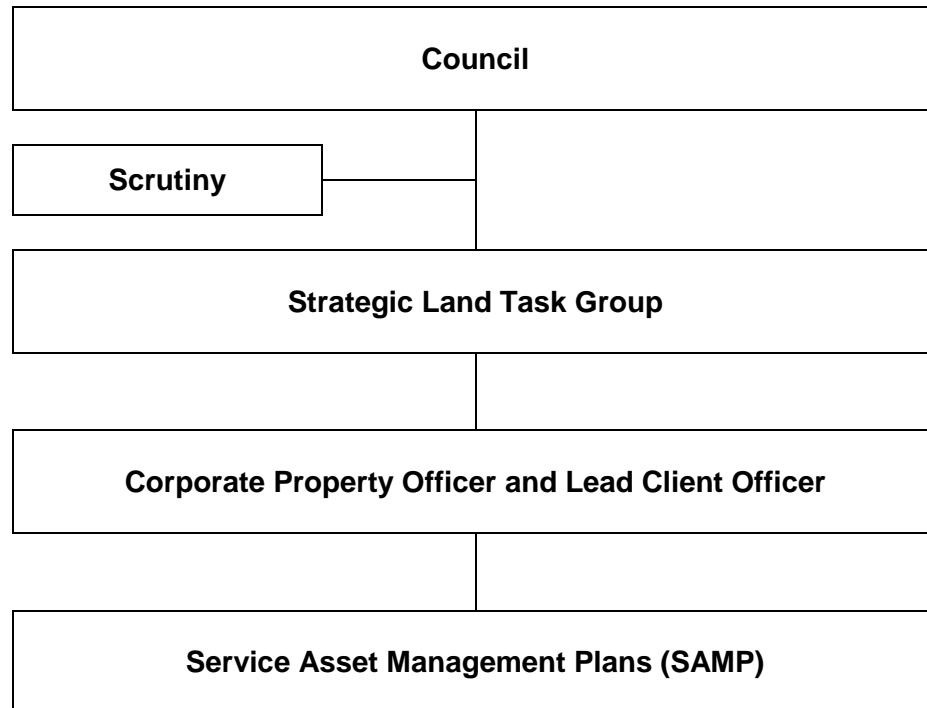 Council
Scrutiny
Strategic Land Task Group
Corporate Property Officer and Lead Client Officer
Service Asset Management Plans (SAMP)